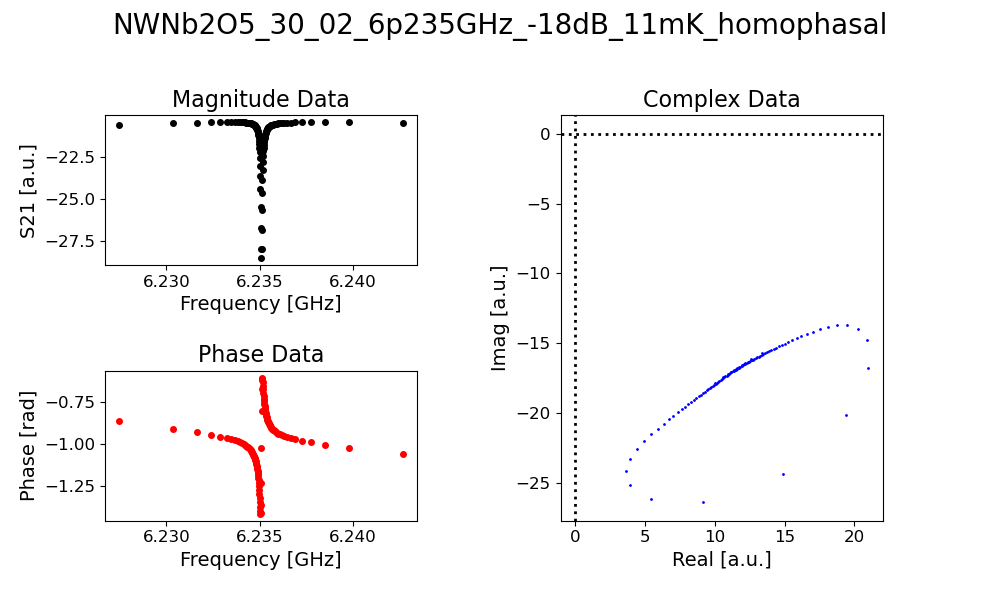 NWNb2O5_30_02_6p235GHz_-18dB_11mK_homophasal
Magnitude Data
S21 [a.u.]
−22.5
−25.0
−27.5
6.230 6.235 6.240
Frequency [GHz]
Phase Data
Phase [rad]
−0.75
−1.00
−1.25
6.230 6.235 6.240
Frequency [GHz]
Complex Data
Imag [a.u.]
0
−5
−10
−15
−20
−25
0 5 10 15 20
Real [a.u.]